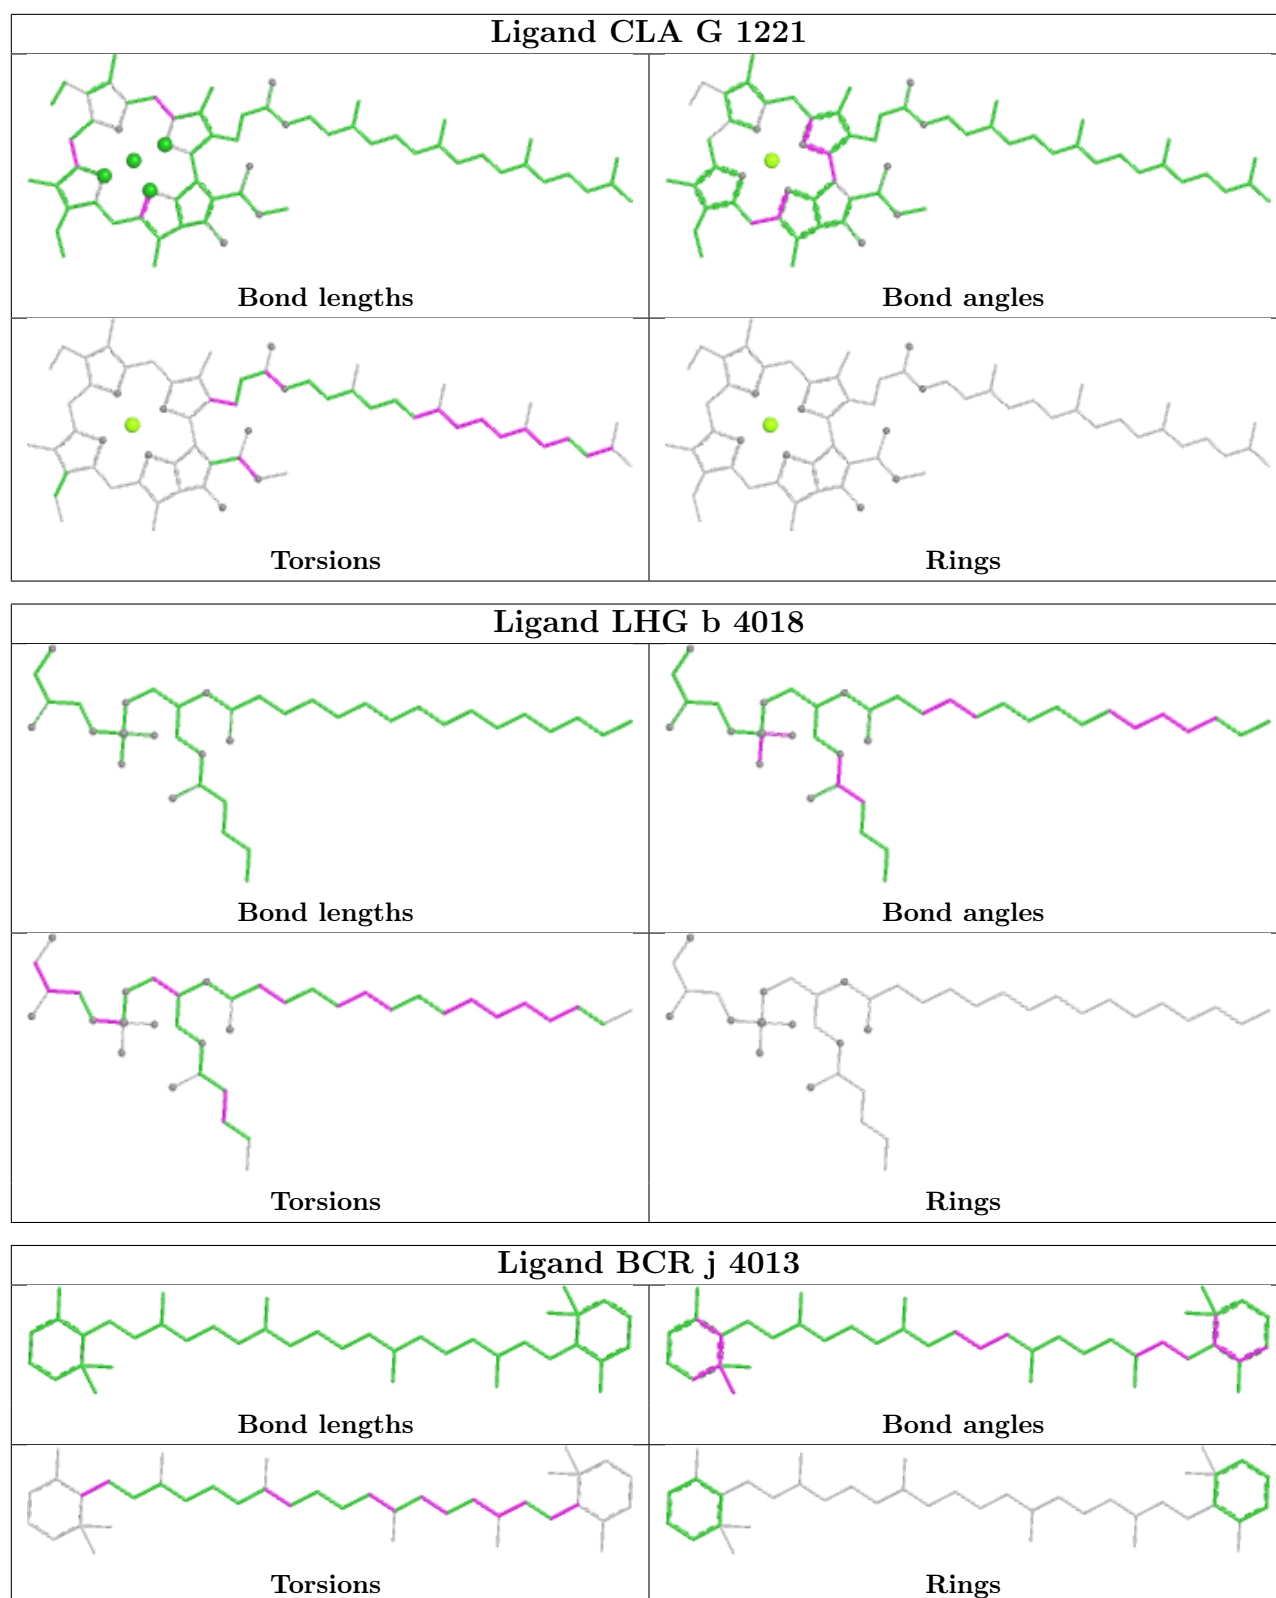 Ligand CLA G 1221
Bond lengths
Bond angles
Torsions
Rings
Ligand LHG b 4018
Bond lengths
Bond angles
Torsions
Rings
Ligand BCR j 4013
Bond lengths
Bond angles
Torsions
Rings